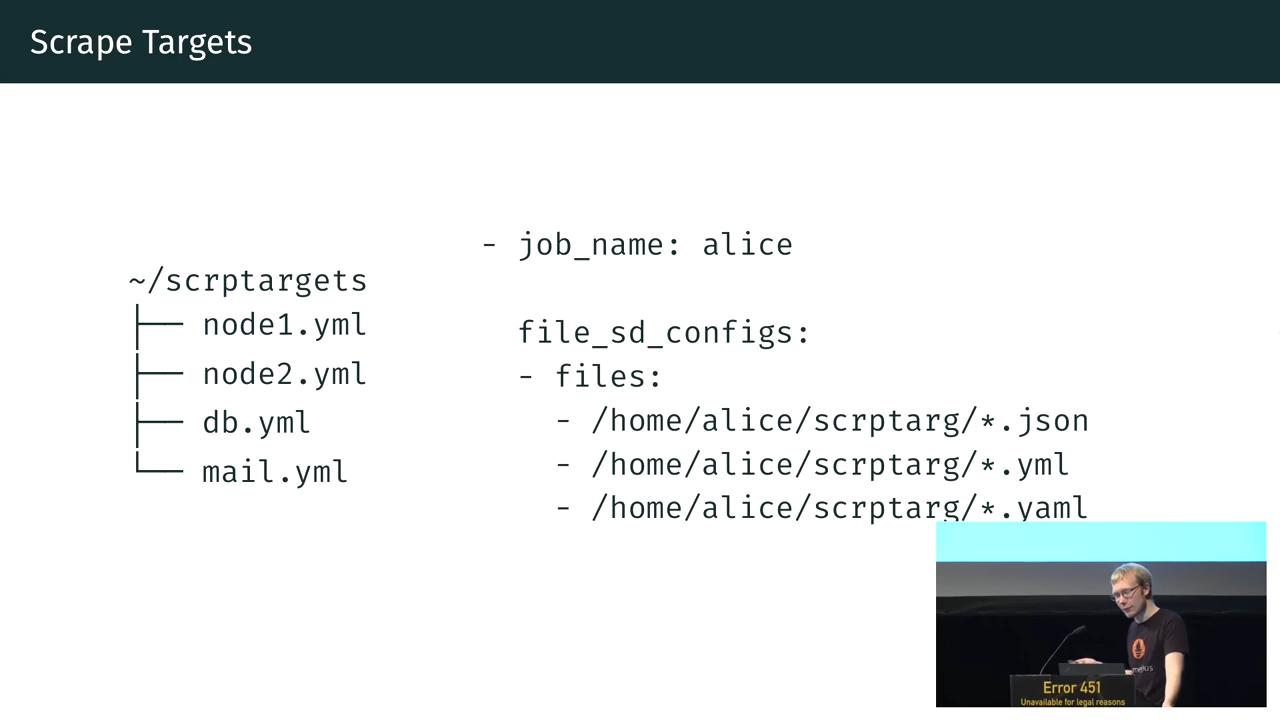 Scrape Targets
~/scrptargets
├── node1.yml
├── node2.yml
├── db.yml
└── mail.yml
- job_name: alice
file_sd_configs:
- files:
- /home/alice/scrptarg/*.json
- /home/alice/scrptarg/*.yml
- /home/alice/scrptarg/*.yaml
Error 451
Unavailable for legal reasons